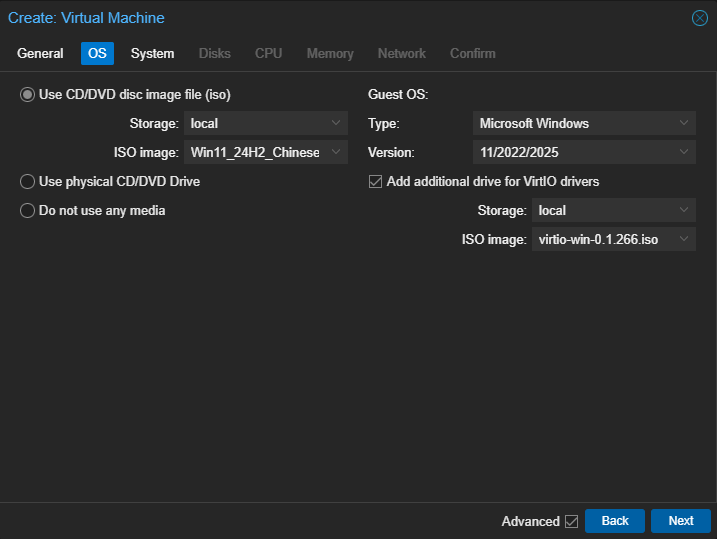 Create: Virtual Machine
General OS System Disks CPU Memory Network Confirm
Use CD/DVD disc image file (iso)
Storage: local
ISO image: Win11_24H2_Chinese
Use physical CD/DVD Drive
Do not use any media
Guest OS:
Type: Microsoft Windows
Version: 11/2022/2025
Add additional drive for VirtIO drivers
Storage: local
ISO image: virtio-win-0.1.266.iso
Advanced Back Next